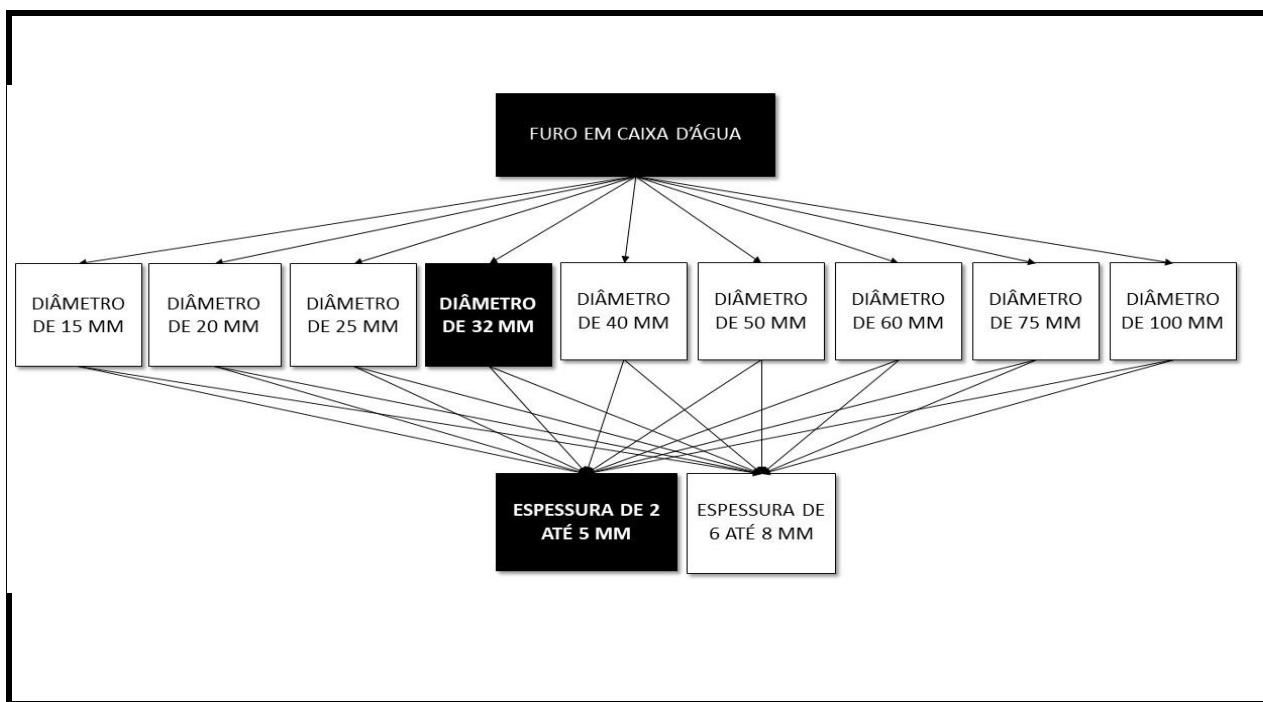 FURO EM CAIXA D'ÁGUA
DIÂMETRO
DE 15 MM
DIÂMETRO
DE 20 MM
DIÂMETRO
DE 25 MM
DIÂMETRO
DE 32 MM
DIÂMETRO
DE 40 MM
DIÂMETRO
DE 50 MM
DIÂMETRO
DE 60 MM
DIÂMETRO
DE 75 MM
DIÂMETRO
DE 100 MM
ESPESSURA DE 2
ATÉ 5 MM
ESPESSURA DE
6 ATÉ 8 MM